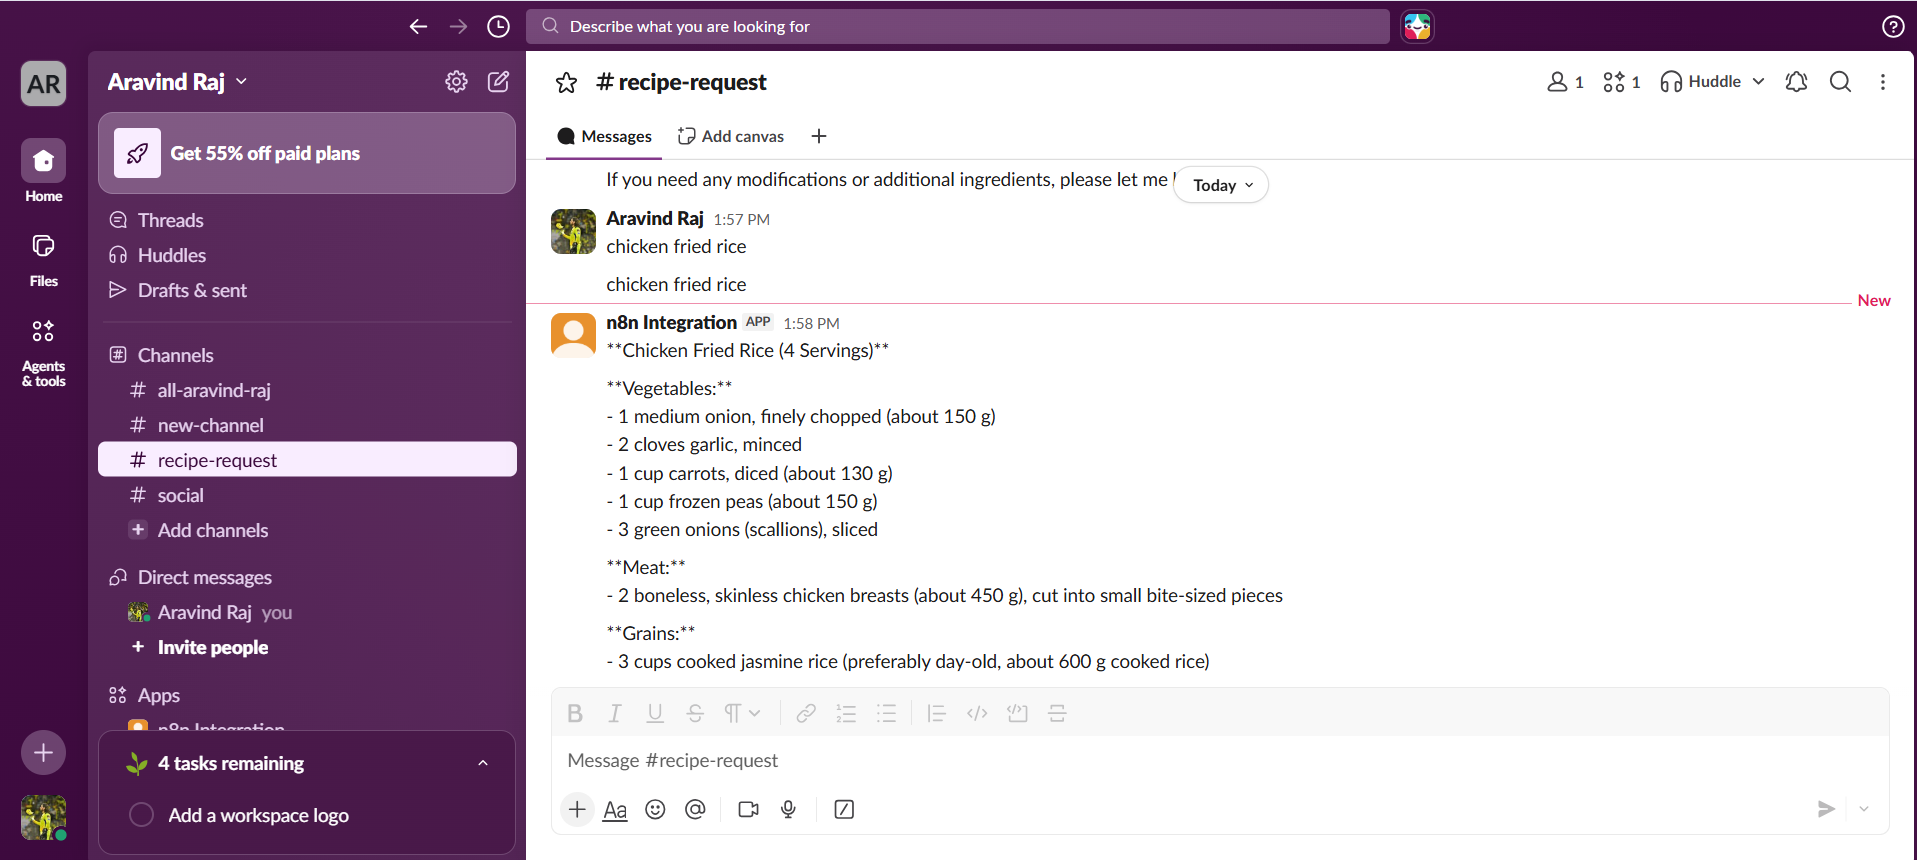 Describe what you are looking for
AR
Home
Files
Agents
& tools
Aravind Raj
Get 55% off paid plans
Threads
Huddles
Drafts & sent
Channels
# all-aravind-raj
# new-channel
# recipe-request
# social
+ Add channels
Direct messages
Aravind Raj you
+ Invite people
Apps
n8n Integration
4 tasks remaining
Add a workspace logo
# recipe-request
1
1
Huddle
Messages
Add canvas
+
If you need any modifications or additional ingredients, please let me
Today
Aravind Raj 1:57 PM
chicken fried rice
chicken fried rice
New
n8n Integration APP 1:58 PM
**Chicken Fried Rice (4 Servings)**
**Vegetables:**
- 1 medium onion, finely chopped (about 150 g)
- 2 cloves garlic, minced
- 1 cup carrots, diced (about 130 g)
- 1 cup frozen peas (about 150 g)
- 3 green onions (scallions), sliced
**Meat:**
- 2 boneless, skinless chicken breasts (about 450 g), cut into small bite-sized pieces
**Grains:**
- 3 cups cooked jasmine rice (preferably day-old, about 600 g cooked rice)
B I U S
Message #recipe-request
+ Aa @